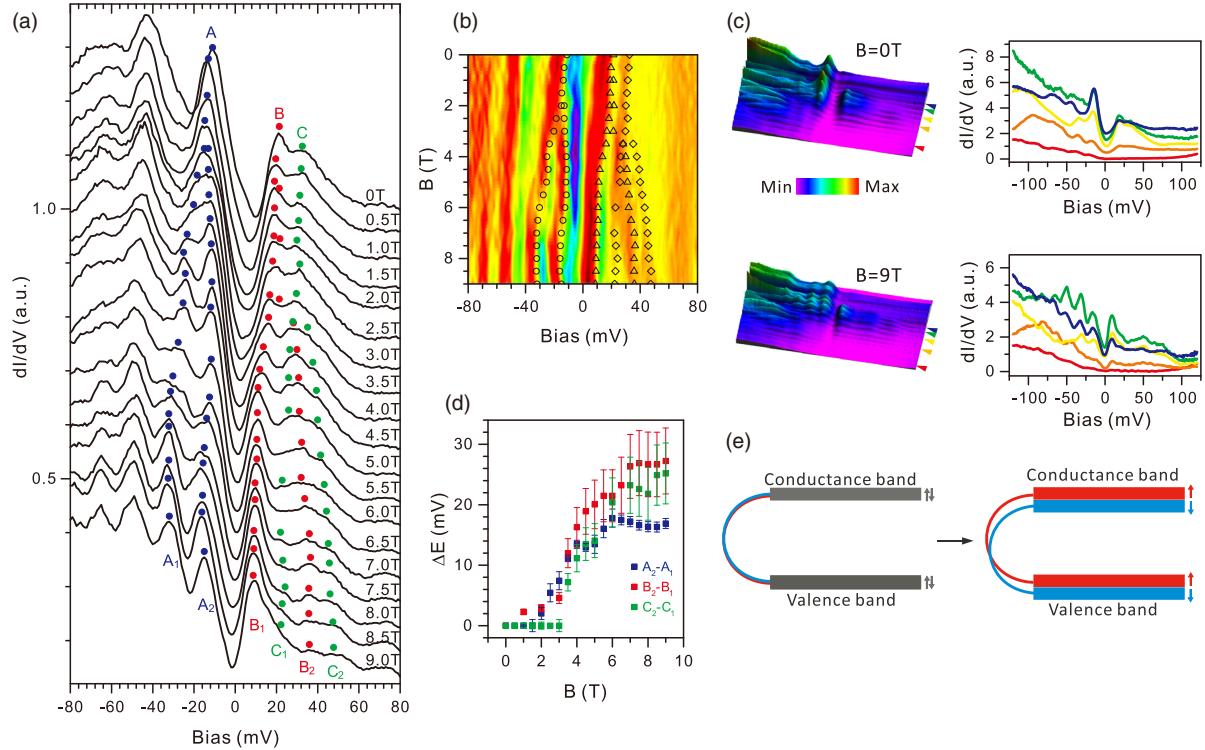 (a)
A
B
C
0T
0.5T
1.0T
1.5T
2.0T
2.5T
3.0T
3.5T
4.0T
4.5T
5.0T
5.5T
6.0T
6.5T
7.0T
7.5T
8.0T
8.5T
9.0T
A₁
A₂
B₁
C₁
B₂
C₂
1.0
0.5
dI/dV (a.u.)
-80 -60 -40 -20 0 20 40 60 80
Bias (mV)
(b)
B (T)
0
2
4
6
8
-80 -40 0 40 80
Bias (mV)
(c)
B=0T
Min Max
B=9T
dI/dV (a.u.)
8
6
4
2
0
-100 -50 0 50 100
Bias (mV)
dI/dV (a.u.)
6
4
2
0
-100 -50 0 50 100
Bias (mV)
(d)
ΔE (mV)
30
20
10
0
A₂-A₁
B₂-B₁
C₂-C₁
0 2 4 6 8 10
B (T)
(e)
Conductance band
Valence band
Conductance band
Valence band